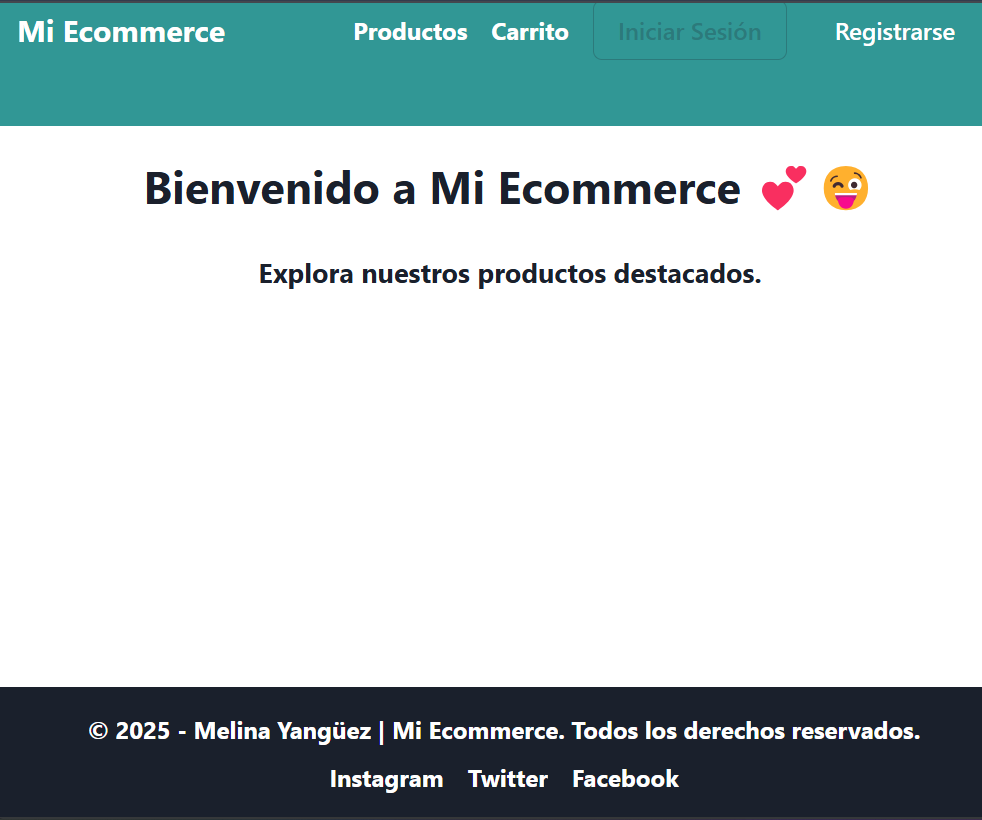 Mi Ecommerce Productos Carrito Iniciar Sesión Registrarse
Bienvenido a Mi Ecommerce 💕 😜
Explora nuestros productos destacados.
© 2025 - Melina Yangüez | Mi Ecommerce. Todos los derechos reservados.
Instagram Twitter Facebook